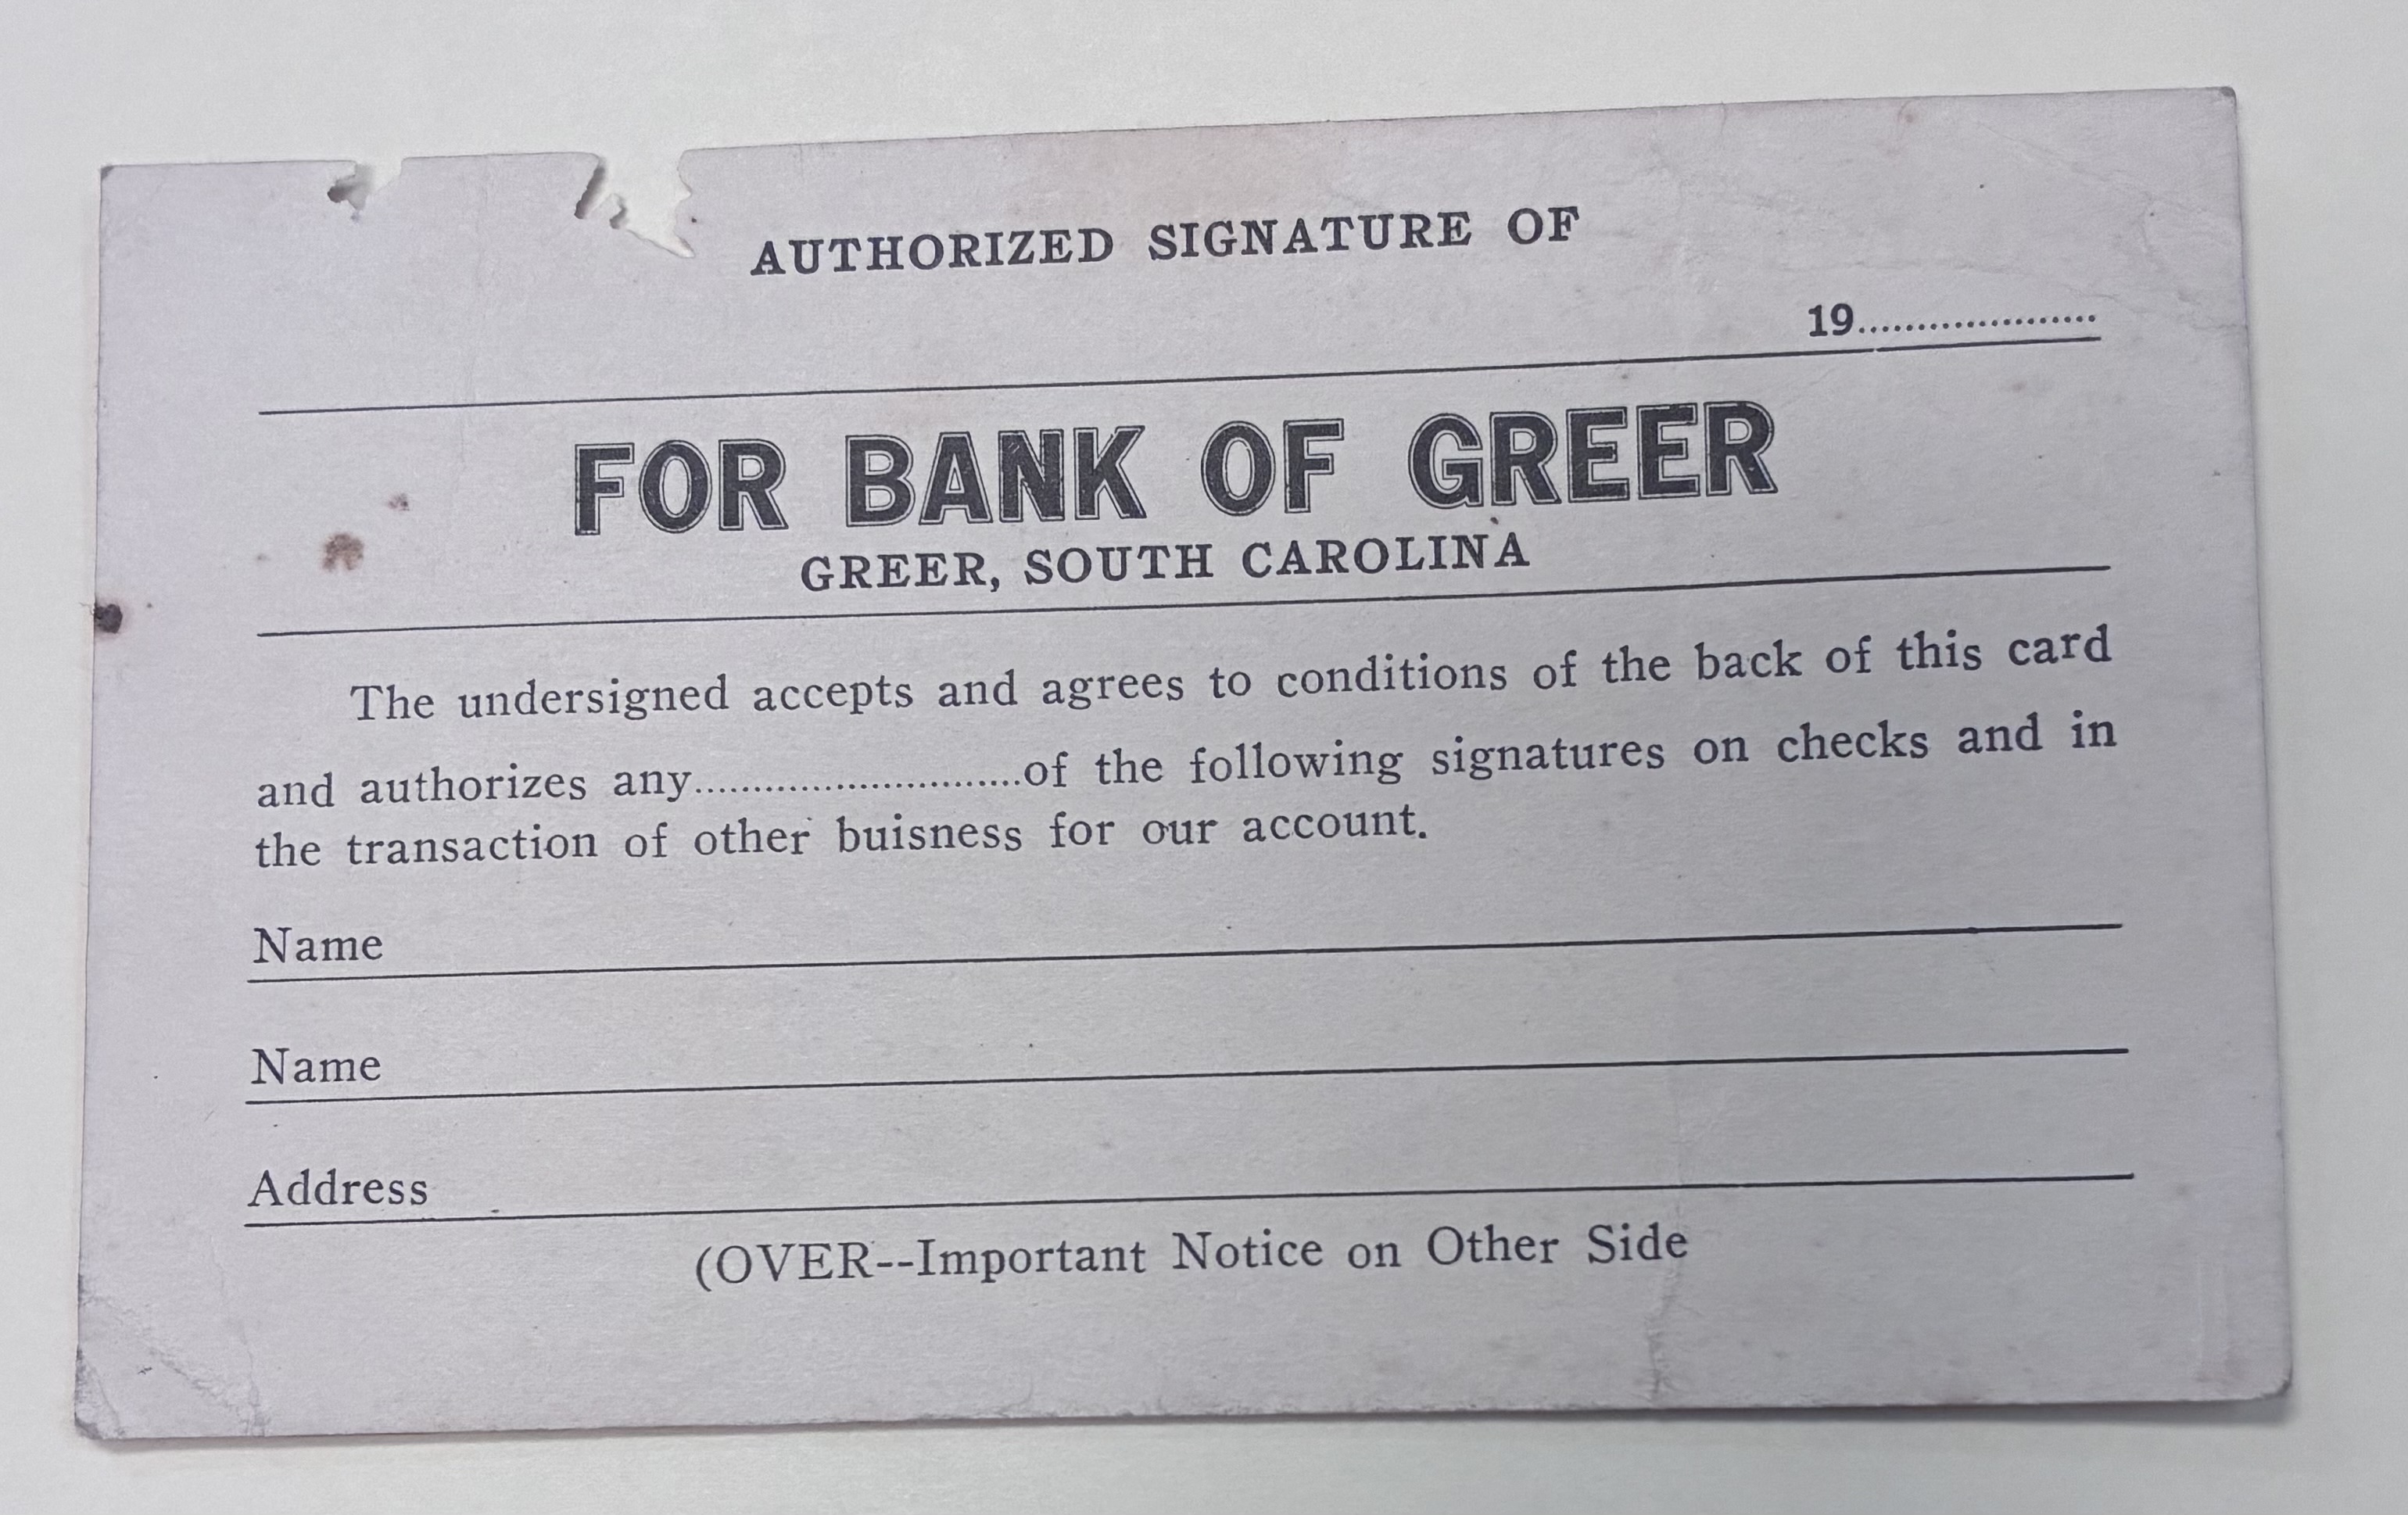 AUTHORIZED SIGNATURE OF
19....................
FOR BANK OF GREER
GREER, SOUTH CAROLINA
The undersigned accepts and agrees to conditions of the back of this card
and authorizes any...........................of the following signatures on checks and in
the transaction of other buisness for our account.
Name
Name
Address
(OVER--Important Notice on Other Side